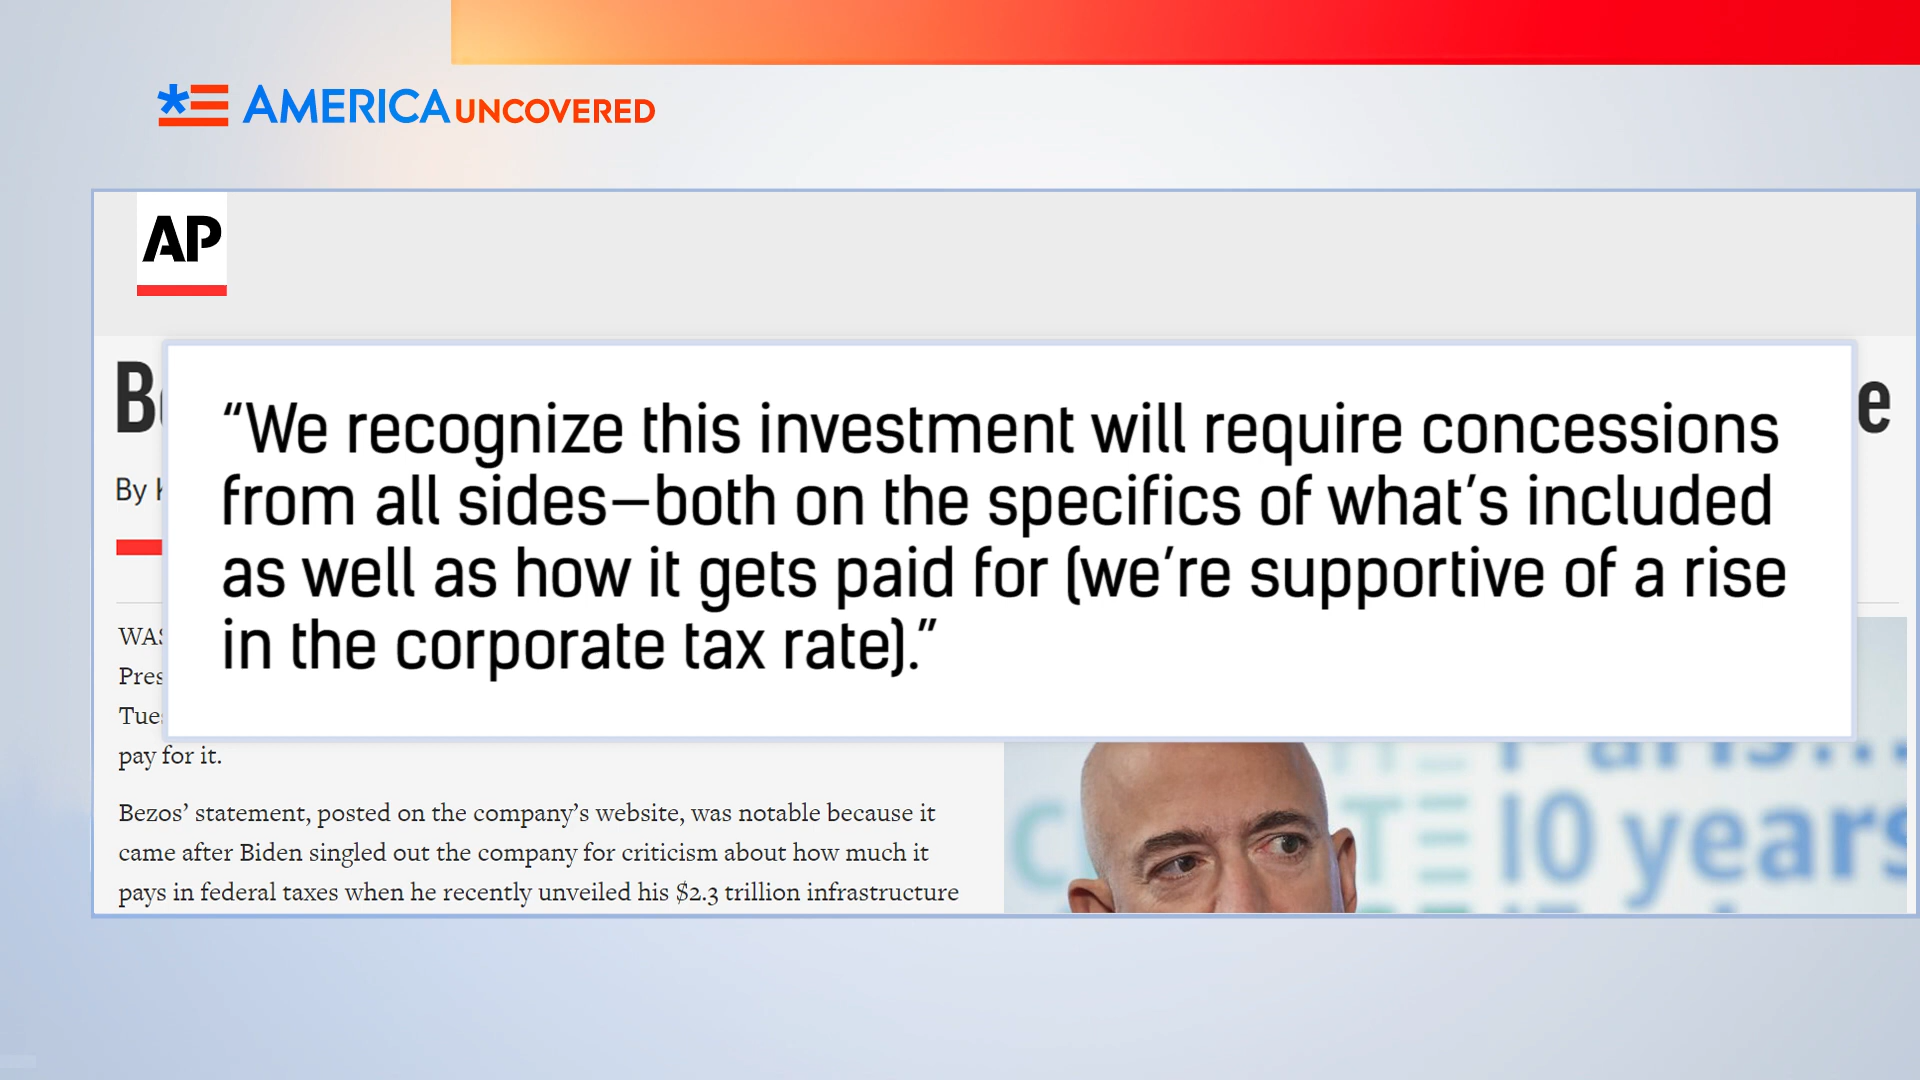 AMERICA UNCOVERED
AP
“We recognize this investment will require concessions
from all sides—both on the specifics of what’s included
as well as how it gets paid for (we’re supportive of a rise
in the corporate tax rate).”
By
pay for it.
Bezos’ statement, posted on the company’s website, was notable because it
came after Biden singled out the company for criticism about how much it
pays in federal taxes when he recently unveiled his $2.3 trillion infrastructure
10 years